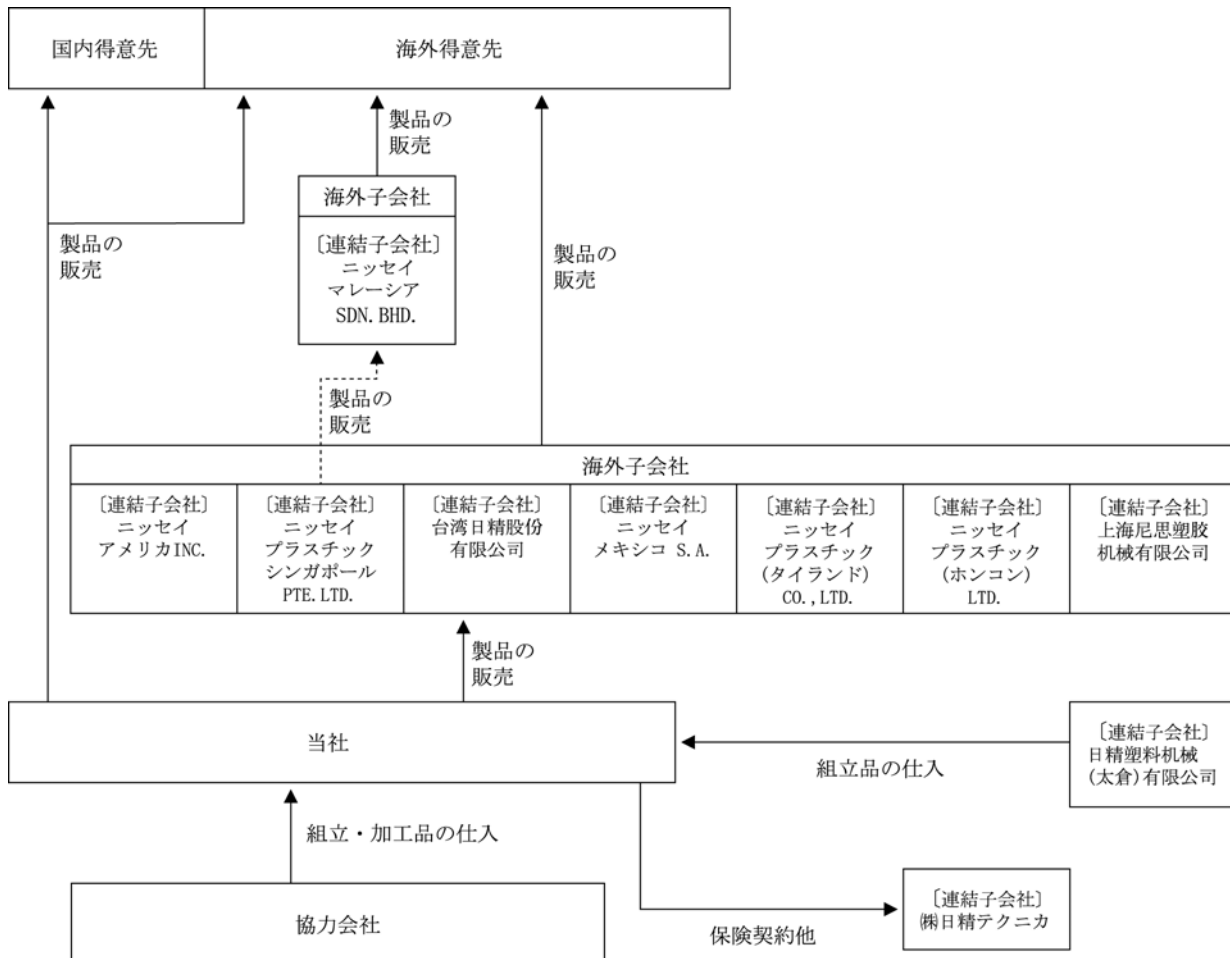 国内得意先
海外得意先
製品の
販売
海外子会社
〔連結子会社〕
ニッセイ
マレーシア
SDN. BHD.
製品の
販売
製品の
販売
製品の
販売
海外子会社
〔連結子会社〕
ニッセイ
アメリカINC.
〔連結子会社〕
ニッセイ
プラスチック
シンガポール
PTE. LTD.
〔連結子会社〕
台湾日精股份
有限公司
〔連結子会社〕
ニッセイ
メキシコ S.A.
〔連結子会社〕
ニッセイ
プラスチック
(タイランド)
CO., LTD.
〔連結子会社〕
ニッセイ
プラスチック
(ホンコン)
LTD.
〔連結子会社〕
上海尼思塑胶
机械有限公司
製品の
販売
当社
組立品の仕入
〔連結子会社〕
日精塑料机械
(太倉)有限公司
組立・加工品の仕入
協力会社
保険契約他
〔連結子会社〕
㈱日精テクニカ